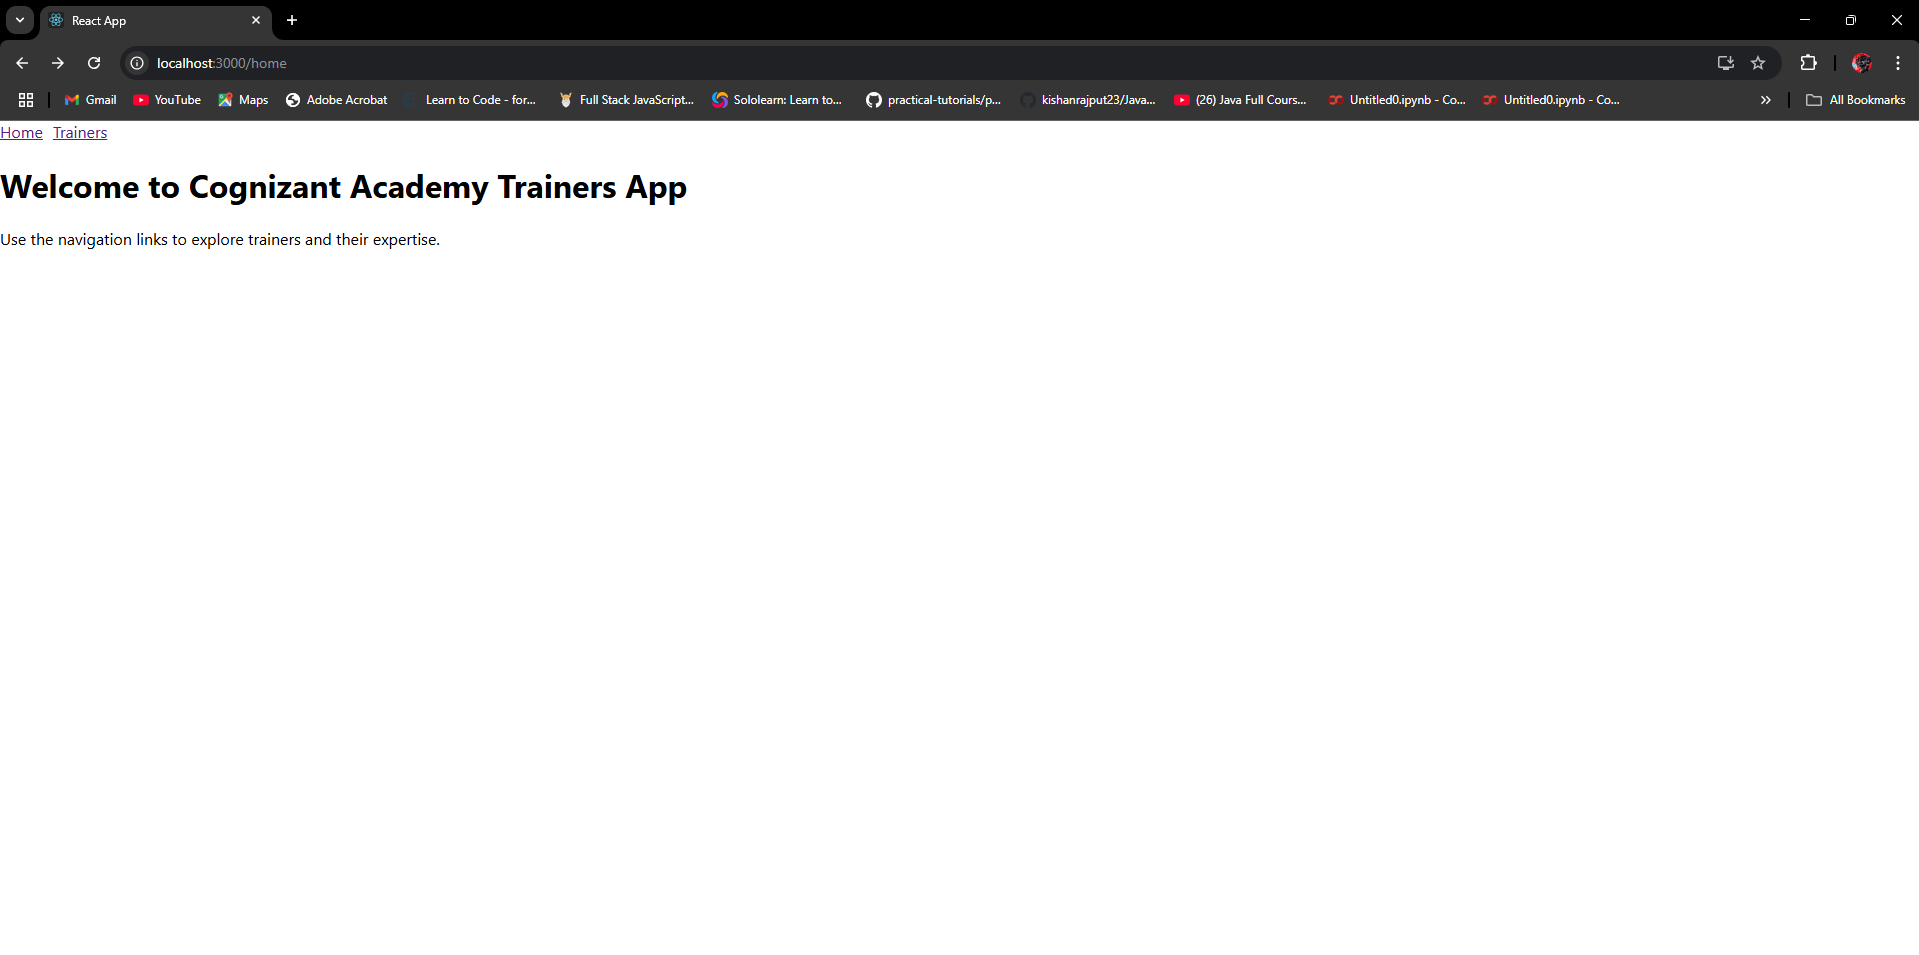 React App
localhost:3000/home
Gmail YouTube Maps Adobe Acrobat Learn to Code - for... Full Stack JavaScript... Sololearn: Learn to... practical-tutorials/p... kishanrajput23/Java... (26) Java Full Cours... Untitled0.ipynb - Co... Untitled0.ipynb - Co... All Bookmarks
Home Trainers
Welcome to Cognizant Academy Trainers App
Use the navigation links to explore trainers and their expertise.